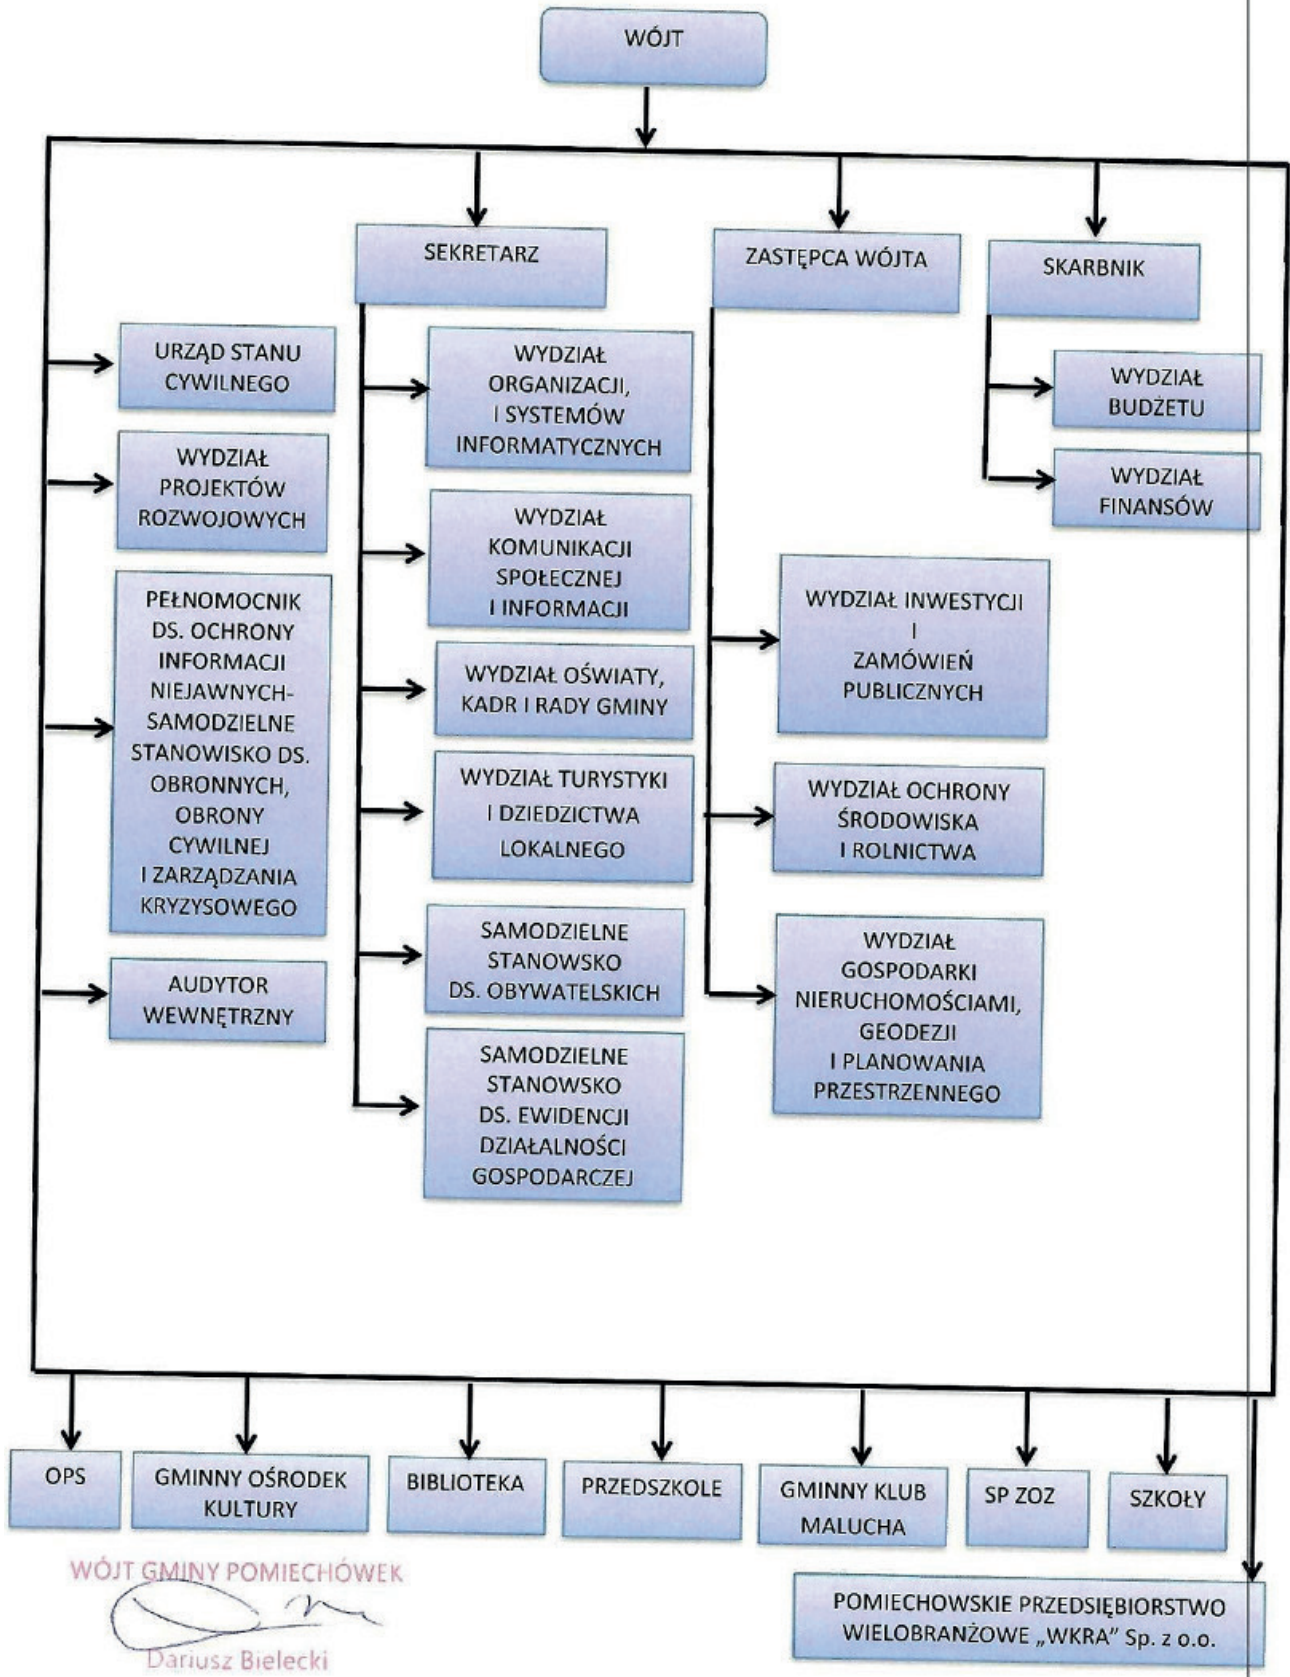 WÓJT
SEKRETARZ
ZASTĘPCA WÓJTA
SKARBNIK
URZĄD STANU
CYWILNEGO
WYDZIAŁ
PROJEKTÓW
ROZWOJOWYCH
PEŁNOMOCNIK
DS. OCHRONY
INFORMACJI
NIEJAWNYCH-
SAMODZIELNE
STANOWISKO DS.
OBRONNYCH,
OBRONY
CYWILNEJ
I ZARZĄDZANIA
KRYZYSOWEGO
AUDYTOR
WEWNĘTRZNY
WYDZIAŁ
ORGANIZACJI,
I SYSTEMÓW
INFORMATYCZNYCH
WYDZIAŁ
KOMUNIKACJI
SPOŁECZNEJ
I INFORMACJI
WYDZIAŁ OŚWIATY,
KADR I RADY GMINY
WYDZIAŁ TURYSTYKI
I DZIEDZICTWA
LOKALNEGO
SAMODZIELNE
STANOWSKO
DS. OBYWATELSKICH
SAMODZIELNE
STANOWSKO
DS. EWIDENCJI
DZIAŁALNOŚCI
GOSPODARCZEJ
WYDZIAŁ INWESTYCJI
I
ZAMÓWIEŃ
PUBLICZNYCH
WYDZIAŁ OCHRONY
ŚRODOWISKA
I ROLNICTWA
WYDZIAŁ
GOSPODARKI
NIERUCHOMOŚCIAMI,
GEODEZJI
I PLANOWANIA
PRZESTRZENNEGO
WYDZIAŁ
BUDŻETU
WYDZIAŁ
FINANSÓW
OPS
GMINNY OŚRODEK
KULTURY
BIBLIOTEKA
PRZEDSZKOLE
GMINNY KLUB
MALUCHA
SP ZOZ
SZKOŁY
POMIECHOWSKIE PRZEDSIĘBIORSTWO
WIELOBRANŻOWE „WKRA” Sp. z o.o.
WÓJT GMINY POMIECHÓWEK
Dariusz Bielecki